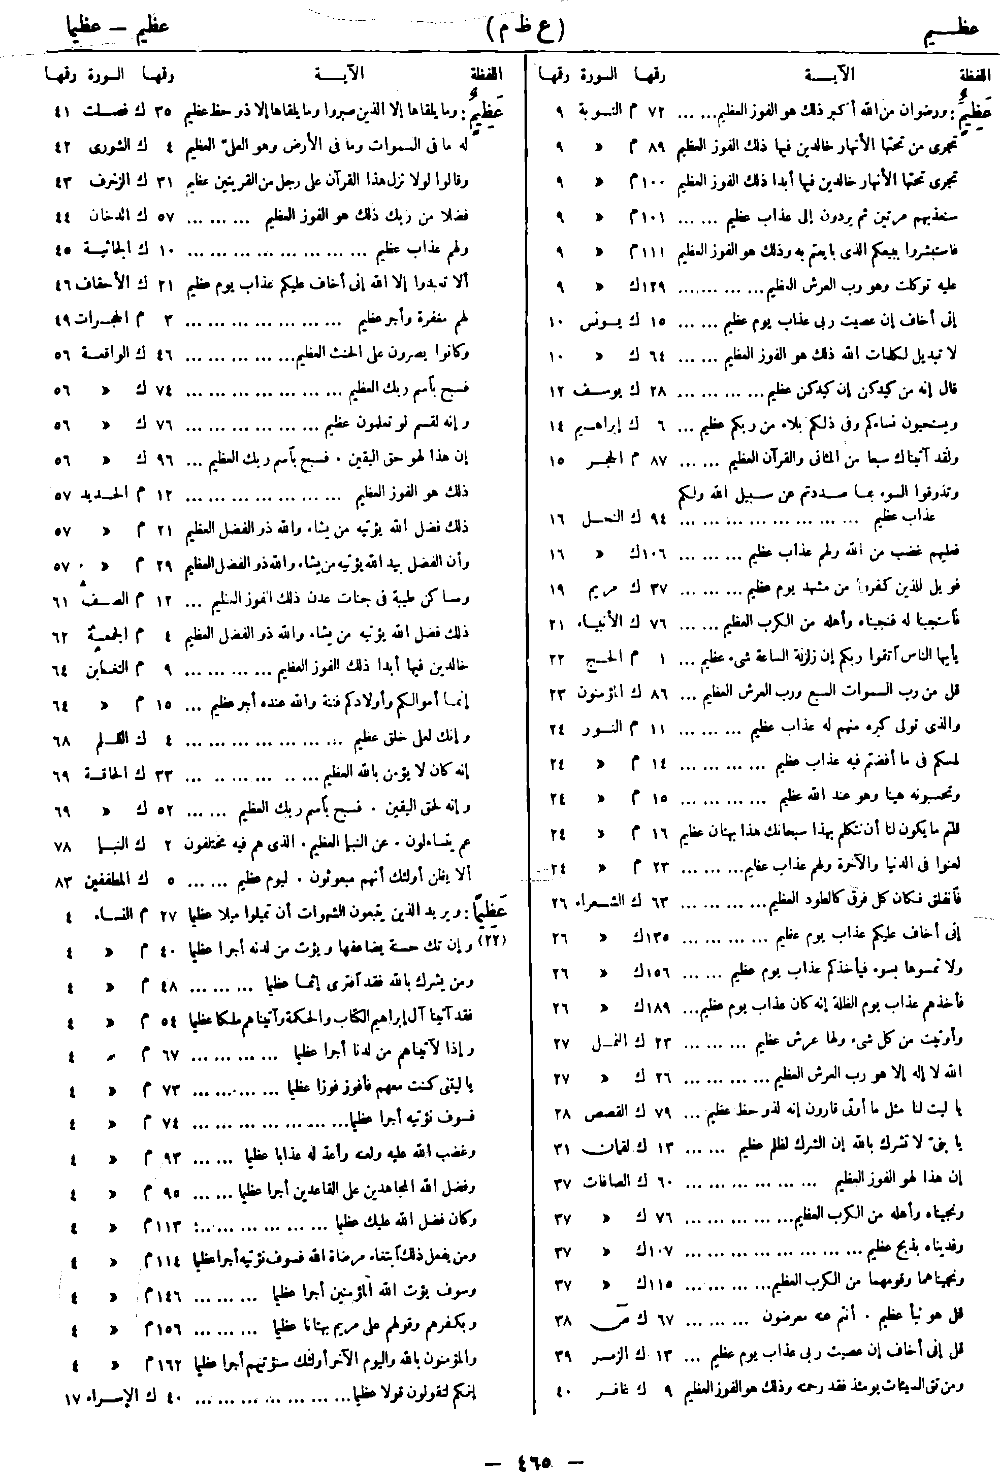 عظـيم
(ع ظ م)
عظيم — عظيما
اللفظة الآيـة رقها السورة رقها
عَظِيمٌ : ورضوان من الله أكبر ذلك هو الفوز العظيم... ... ٧٢ م التوبة ٩
تجرى من تحتها الأنهار خالدين فيها ذلك الفوز العظيم ٨٩ م « ٩
تجرى تحتها الأنهار خالدين فيها أبدا ذلك الفوز العظيم ١٠٠ م « ٩
سنعذبهم مرتين ثم يردون إلى عذاب عظيم ... ... ١٠١ م « ٩
فاستبشروا ببيعكم الذى بايعتم به وذلك هو الفوز العظيم ١١١ م « ٩
عليه توكلت وهو رب العرش العظيم... ... ... ... ١٢٩ ك « ٩
إنى أخاف إن عصيت ربى عذاب يوم عظيم ... ... ١٥ ك يونس ١٠
لا تبديل لكلمات الله ذلك هو الفوز العظيم ... ... ٦٤ ك « ١٠
قال إنه من كيدكن إن كيدكن عظيم... ... ... ... ٢٨ ك يوسف ١٢
ويستحيون نساءكم وفى ذلكم بلاء من ربكم عظيم ... ٦ ك إبراهيم ١٤
ولقد آتيناك سبعا من المثانى والقرآن العظيم ... ... ٨٧ م الحجر ١٥
وتذوقوا السوء بما صددتم عن سبيل الله ولكم
عذاب عظيم ... ... ... ... ... ... ... ... ٩٤ ك النحل ١٦
فعليهم غضب من الله ولهم عذاب عظيم ... ... ... ١٠٦ ك « ١٦
فويل للذين كفروا من مشهد يوم عظيم ... ... ... ٣٧ ك مريم ١٩
فاستجبنا له فنجيناه وأهله من الكرب العظيم ... ... ٧٦ ك الأنبياء ٢١
يأيها الناس اتقوا ربكم إن زلزلة الساعة شىء عظيم ... ١ م الحج ٢٢
قل من رب السموات السبع ورب العرش العظيم ... ٨٦ ك المؤمنون ٢٣
والذى تولى كبره منهم له عذاب عظيم ... ... ... ١١ م النور ٢٤
لمسكم فى ما أفضتم فيه عذاب عظيم ... ... ... ... ١٤ م « ٢٤
وتحسبونه هينا وهو عند الله عظيم ... ... ... ... ١٥ م « ٢٤
قلتم ما يكون لنا أن نتكلم بهذا سبحانك هذا بهتان عظيم ١٦ م « ٢٤
لعنوا فى الدنيا والآخرة ولهم عذاب عظيم... ... ... ٢٣ م « ٢٤
فانفلق فكان كل فرق كالطود العظيم... ... ... ... ٦٣ ك الشعراء ٢٦
إنى أخاف عليكم عذاب يوم عظيم ... ... ... ... ١٣٥ ك « ٢٦
ولا تمسوها بسوء فيأخذكم عذاب يوم عظيم ... ... ١٥٦ ك « ٢٦
فأخذهم عذاب يوم الظلة إنه كان عذاب يوم عظيم... ١٨٩ ك « ٢٦
وأوتيت من كل شىء ولها عرش عظيم ... ... ... ٢٣ ك النمل ٢٧
الله لا إله إلا هو رب العرش العظيم... ... ... ... ٢٦ ك « ٢٧
يا ليت لنا مثل ما أوتى قارون إنه لذو حظ عظيم ... ٧٩ ك القصص ٢٨
يا بنىّ لا تشرك بالله إن الشرك لظلم عظيم ... ... ١٣ ك لقمان ٣١
إن هذا لهو الفوز العظيم ... ... ... ... ... ٦٠ ك الصافات ٣٧
ونجيناه وأهله من الكرب العظيم... ... ... ... ... ٧٦ ك « ٣٧
وفديناه بذبح عظيم... ... ... ... ... ... ... ... ١٠٧ ك « ٣٧
ونجيناهما وقومهما من الكرب العظيم... ... ... ... ١١٥ ك « ٣٧
قل هو نبأ عظيم . أنتم عنه معرضون ... ... ... ٦٧ ك صٓ ٣٨
قل إنى أخاف إن عصيت ربى عذاب يوم عظيم ... ١٣ ك الزمر ٣٩
ومن تق السيئات يومئذ فقد رحمته وذلك هو الفوز العظيم ٩ ك غافر ٤٠
اللفظة الآيـة رقها السورة رقها
عَظِيمٌ : وما يلقاها إلا الذين صبروا وما يلقاها إلا ذو حظ عظيم ٣٥ ك فصلت ٤١
له ما فى السموات وما فى الأرض وهو العلىّ العظيم ٤ ك الشورى ٤٢
وقالوا لولا نزل هذا القرآن على رجل من القريتين عظيم ٣١ ك الزخرف ٤٣
فضلا من ربك ذلك هو الفوز العظيم ... ... ... ٥٧ ك الدخان ٤٤
ولهم عذاب عظيم ... ... ... ... ... ... ... ... ١٠ ك الجاثية ٤٥
ألا تعبدوا إلا الله إنى أخاف عليكم عذاب يوم عظيم ٢١ ك الأحقاف ٤٦
لهم مغفرة وأجر عظيم ... ... ... ... ... ... ... ٣ م الحجرات ٤٩
وكانوا يصرون على الحنث العظيم... ... ... ... ... ٤٦ ك الواقعة ٥٦
فسبح باسم ربك العظيم ... ... ... ... ... ... ... ٧٤ ك « ٥٦
وإنه لقسم لو تعلمون عظيم ... ... ... ... ... ... ٧٦ ك « ٥٦
إن هذا لهو حق اليقين . فسبح باسم ربك العظيم ... ٩٦ ك « ٥٦
ذلك هو الفوز العظيم ... ... ... ... ... ... ... ١٢ م الحديد ٥٧
ذلك فضل الله يؤتيه من يشاء والله ذو الفضل العظيم ٢١ م « ٥٧
وأن الفضل بيد الله يؤتيه من يشاء والله ذو الفضل العظيم ٢٩ م « ٥٧
ومساكن طيبة فى جنات عدن ذلك الفوز العظيم ... ١٢ م الصف ٦١
ذلك فضل الله يؤتيه من يشاء والله ذو الفضل العظيم ٤ م الجمعة ٦٢
خالدين فيها أبدا ذلك الفوز العظيم ... ... ... ... ٩ م التغابن ٦٤
إنما أموالكم وأولادكم فتنة والله عنده أجر عظيم ... ١٥ م « ٦٤
وإنك لعلى خلق عظيم ... ... ... ... ... ... ... ٤ ك القلم ٦٨
إنه كان لا يؤمن بالله العظيم... ... ... ... ... ... ٣٣ ك الحاقة ٦٩
وإنه لحق اليقين . فسبح باسم ربك العظيم ... ... ٥٢ ك « ٦٩
عم يتساءلون . عن النبإ العظيم . الذى هم فيه مختلفون ٢ ك النبإ ٧٨
ألا يظن أولئك أنهم مبعوثون . ليوم عظيم ... ... ٥ ك المطففين ٨٣
عَظِيمًا : ويريد الذين يتبعون الشهوات أن تميلوا ميلا عظيما ٢٧ م النساء ٤
(٢٢) وإن تك حسنة يضاعفها ويؤت من لدنه أجرا عظيما ٤٠ م « ٤
ومن يشرك بالله فقد افترى إثما عظيما ... ... ... ٤٨ م « ٤
فقد آتينا آل إبراهيم الكتاب والحكمة وآتيناهم ملكا عظيما ٥٤ م « ٤
وإذا لآتيناهم من لدنا أجرا عظيما ... ... ... ... ٦٧ م « ٤
يا ليتنى كنت معهم فأفوز فوزا عظيما ... ... ... ... ٧٣ م « ٤
فسوف نؤتيه أجرا عظيما... ... ... ... ... ... ... ٧٤ م « ٤
وغضب الله عليه ولعنه وأعدّ له عذابا عظيما ... ... ٩٣ م « ٤
وفضل الله المجاهدين على القاعدين أجرا عظيما ... ... ٩٥ م « ٤
وكان فضل الله عليك عظيما ... ... ... ... ... ... ١١٣ م « ٤
ومن يفعل ذلك ابتغاء مرضاة الله فسوف نؤتيه أجرا عظيما ١١٤ م « ٤
وسوف يؤت الله المؤمنين أجرا عظيما ... ... ... ١٤٦ م « ٤
وبكفرهم وقولهم على مريم بهتانا عظيما ... ... ... ١٥٦ م « ٤
والمؤمنون بالله واليوم الآخر أولئك سنؤتيهم أجرا عظيما ١٦٢ م « ٤
إنكم لتقولون قولا عظيما... ... ... ... ... ... ... ٤٠ ك الإسراء ١٧
— ٤٦٥ —